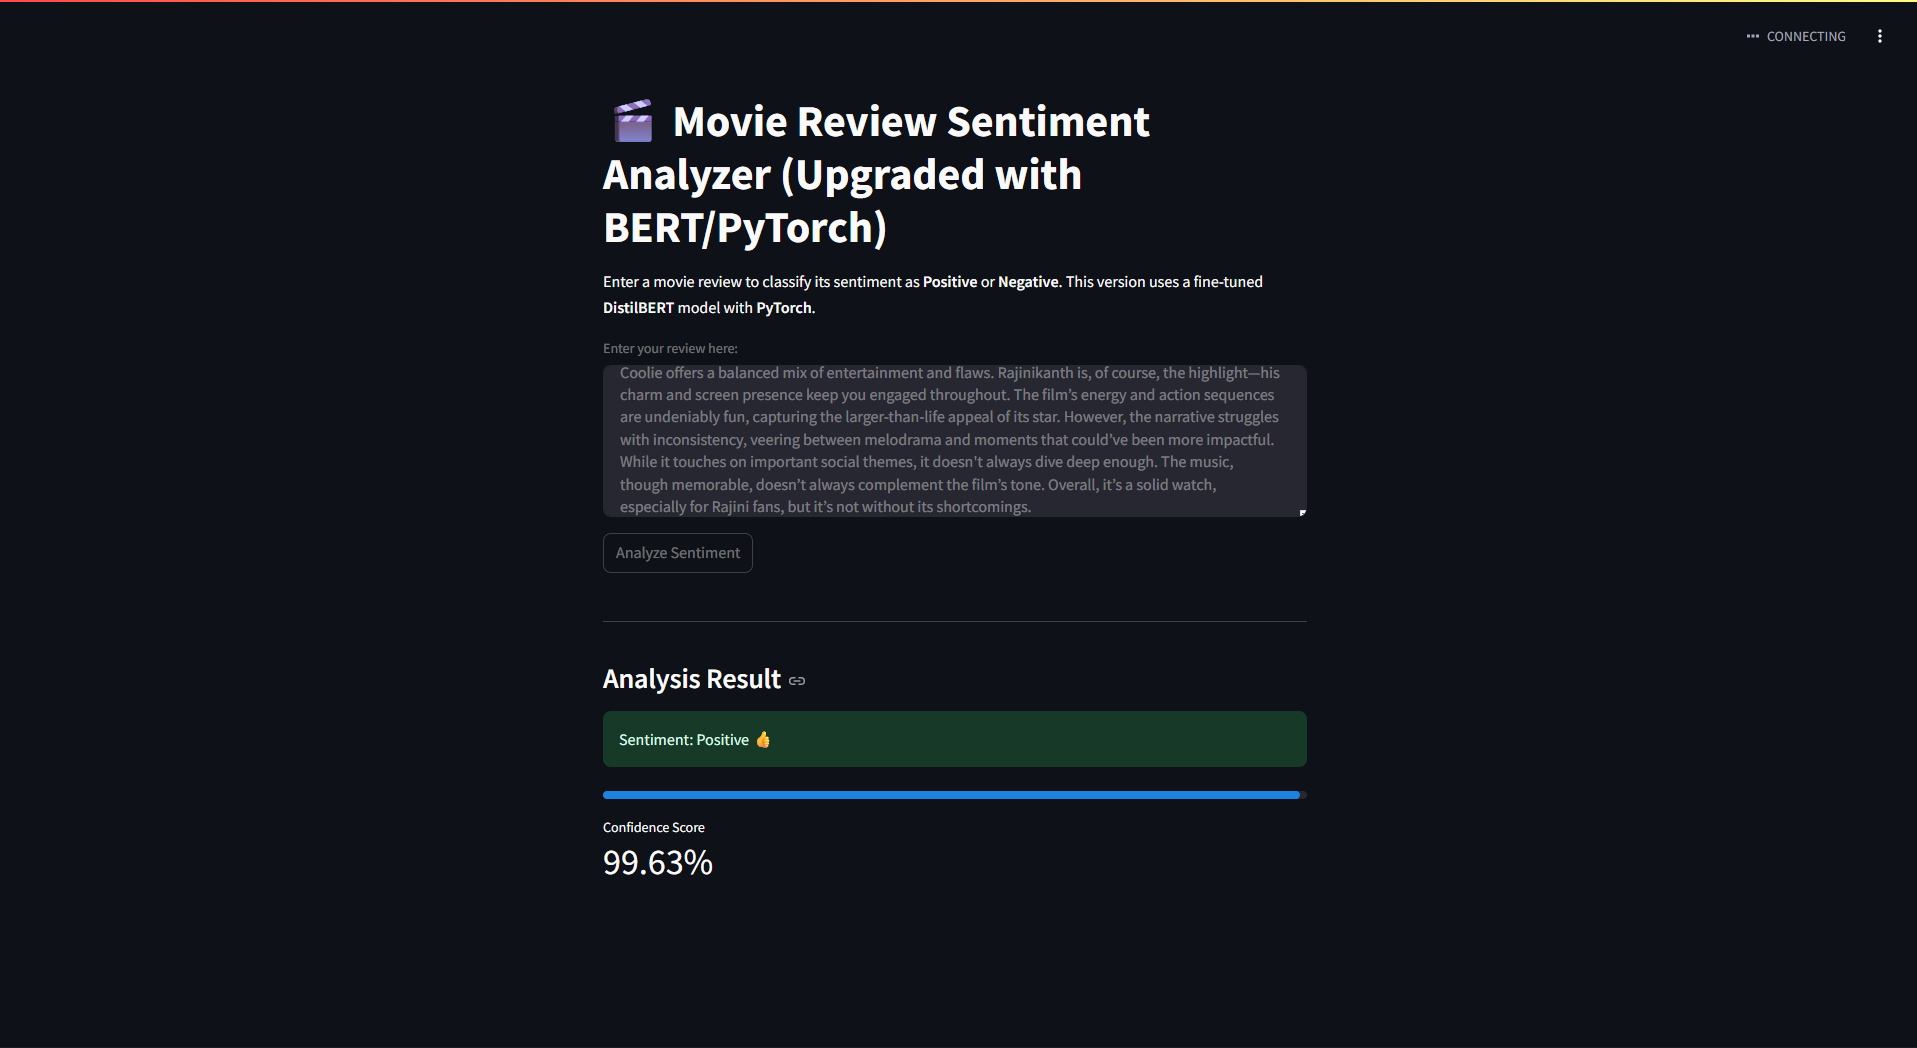 CONNECTING
🎬 Movie Review Sentiment
Analyzer (Upgraded with
BERT/PyTorch)
Enter a movie review to classify its sentiment as Positive or Negative. This version uses a fine-tuned
DistilBERT model with PyTorch.
Enter your review here:
Coolie offers a balanced mix of entertainment and flaws. Rajinikanth is, of course, the highlight—his
charm and screen presence keep you engaged throughout. The film’s energy and action sequences
are undeniably fun, capturing the larger-than-life appeal of its star. However, the narrative struggles
with inconsistency, veering between melodrama and moments that could’ve been more impactful.
While it touches on important social themes, it doesn't always dive deep enough. The music,
though memorable, doesn’t always complement the film’s tone. Overall, it’s a solid watch,
especially for Rajini fans, but it’s not without its shortcomings.
Analyze Sentiment
Analysis Result
Sentiment: Positive 👍
Confidence Score
99.63%